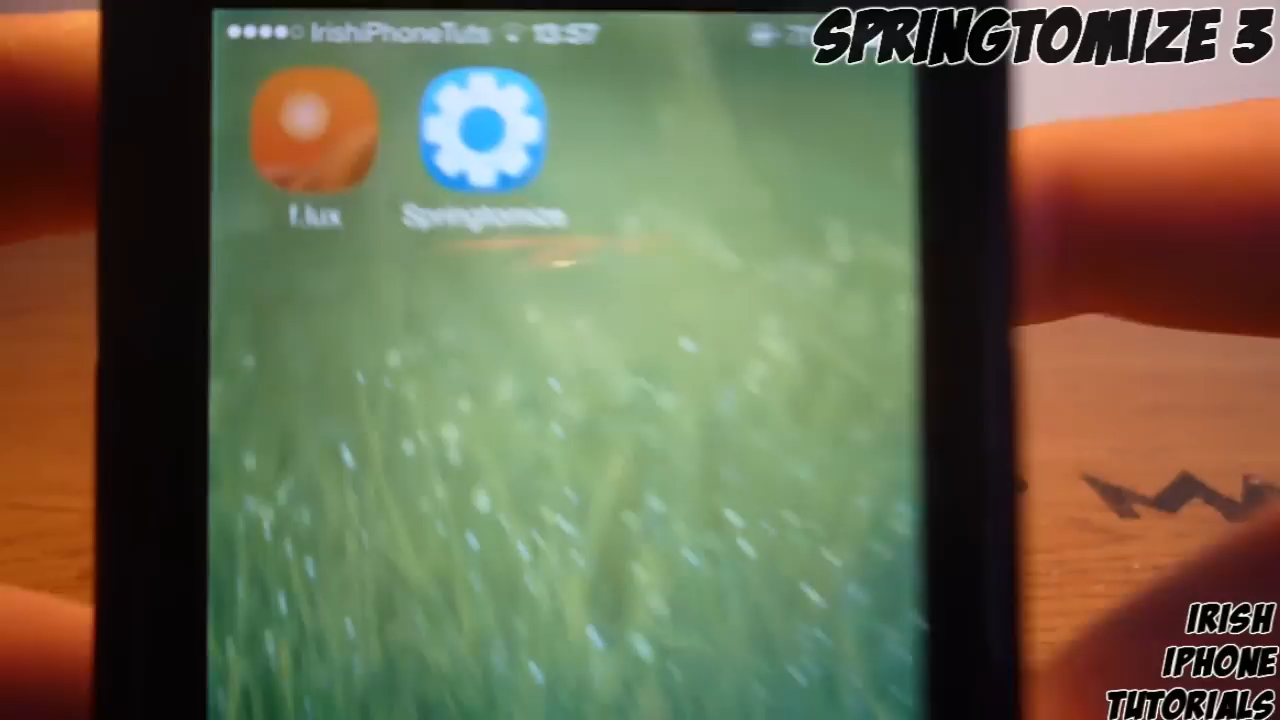 SPRINGTOMIZE 3
IrishiPhoneTuts 13:57
f.lux
Springtomize
IRISH
IPHONE
TUTORIALS